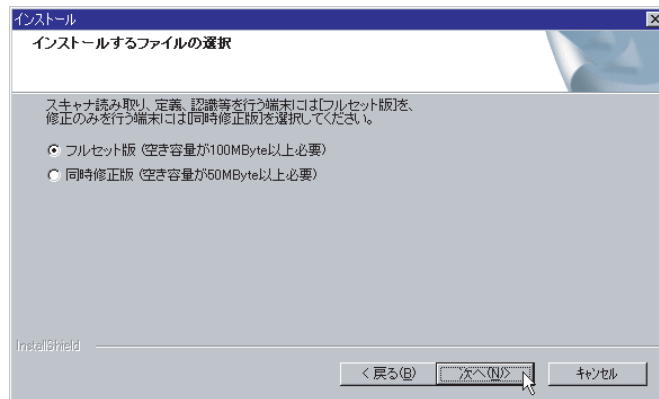 インストール
インストールするファイルの選択
スキャナ読み取り、定義、認識等を行う端末には[フルセット版]を、
修正のみを行う端末には[同時修正版]を選択してください。
フルセット版 (空き容量が100MByte以上必要)
同時修正版 (空き容量が50MByte以上必要)
InstallShield
< 戻る(B) 次へ(N)> キャンセル